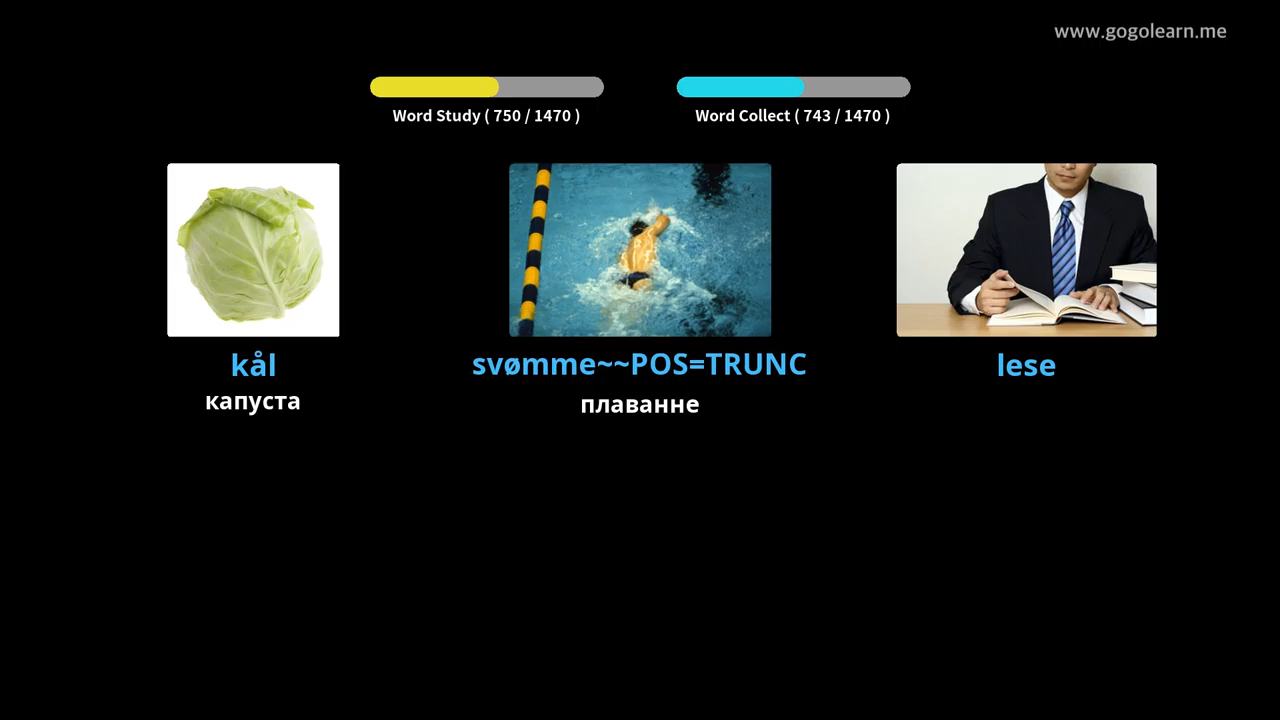 www.gogolearn.me
Word Study ( 750 / 1470 )
Word Collect ( 743 / 1470 )
kål
svømme~~POS=TRUNC
lese
капуста
плаванне